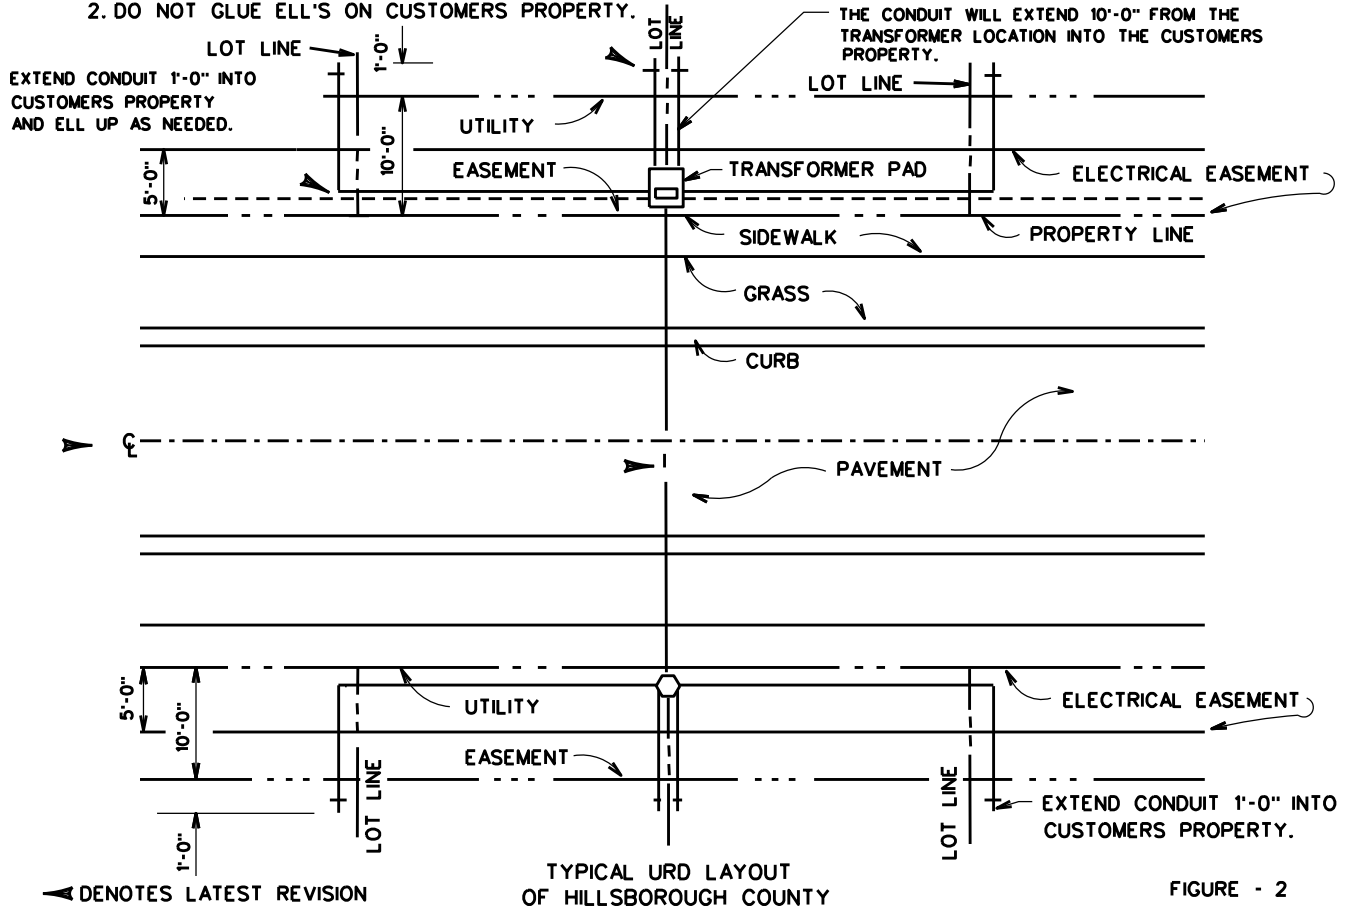 2. DO NOT GLUE ELL'S ON CUSTOMERS PROPERTY.
LOT LINE
EXTEND CONDUIT 1'-0" INTO
CUSTOMERS PROPERTY
AND ELL UP AS NEEDED.
1'-0"
LOT
LINE
THE CONDUIT WILL EXTEND 10'-0" FROM THE
TRANSFORMER LOCATION INTO THE CUSTOMERS
PROPERTY.
LOT LINE
UTILITY
10'-0"
5'-0"
EASEMENT
TRANSFORMER PAD
ELECTRICAL EASEMENT
SIDEWALK
PROPERTY LINE
GRASS
CURB
CL
PAVEMENT
5'-0"
10'-0"
UTILITY
ELECTRICAL EASEMENT
EASEMENT
LOT LINE
LOT LINE
EXTEND CONDUIT 1'-0" INTO
CUSTOMERS PROPERTY.
1'-0"
DENOTES LATEST REVISION
TYPICAL URD LAYOUT
OF HILLSBOROUGH COUNTY
FIGURE - 2